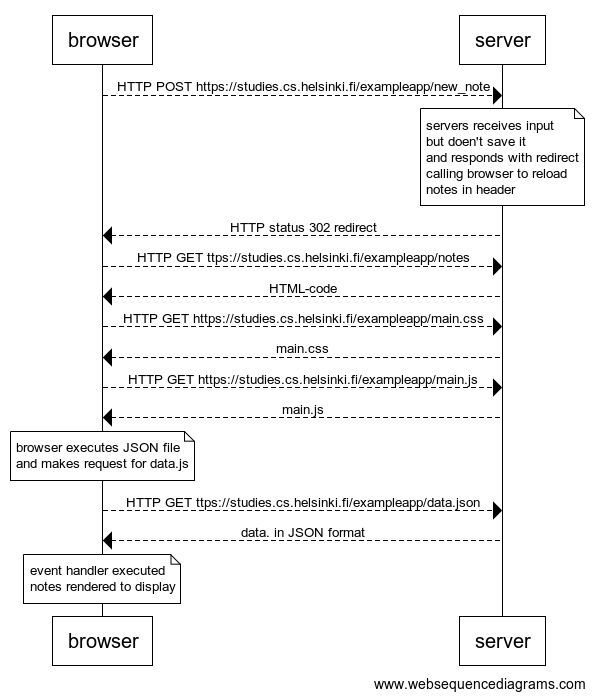 browser
server
HTTP POST https://studies.cs.helsinki.fi/exampleapp/new_note
servers receives input
but doen't save it
and responds with redirect
calling browser to reload
notes in header
HTTP status 302 redirect
HTTP GET ttps://studies.cs.helsinki.fi/exampleapp/notes
HTML-code
HTTP GET https://studies.cs.helsinki.fi/exampleapp/main.css
main.css
HTTP GET https://studies.cs.helsinki.fi/exampleapp/main.js
main.js
browser executes JSON file
and makes request for data.js
HTTP GET ttps://studies.cs.helsinki.fi/exampleapp/data.json
data. in JSON format
event handler executed
notes rendered to display
browser
server
www.websequencediagrams.com